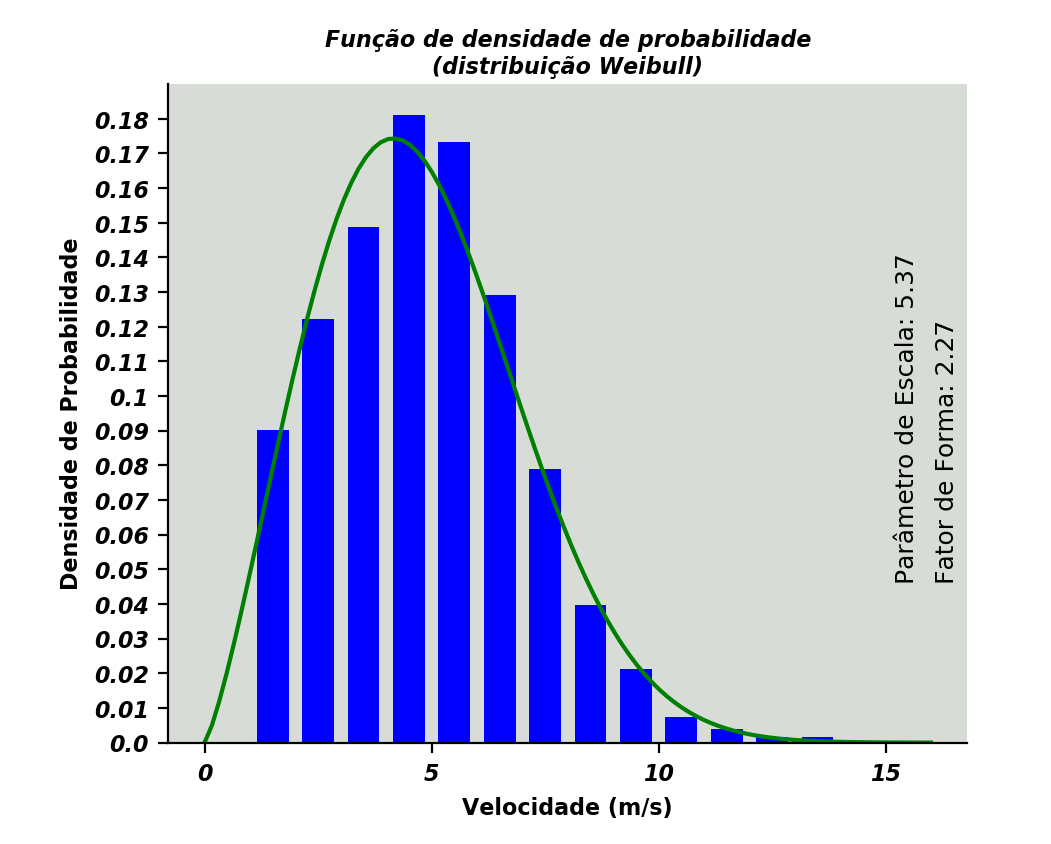 Função de densidade de probabilidade
(distribuição Weibull)
Densidade de Probabilidade
0.18
0.17
0.16
0.15
0.14
0.13
0.12
0.11
0.1
0.09
0.08
0.07
0.06
0.05
0.04
0.03
0.02
0.01
0.0
Parâmetro de Escala: 5.37
Fator de Forma: 2.27
0 5 10 15
Velocidade (m/s)